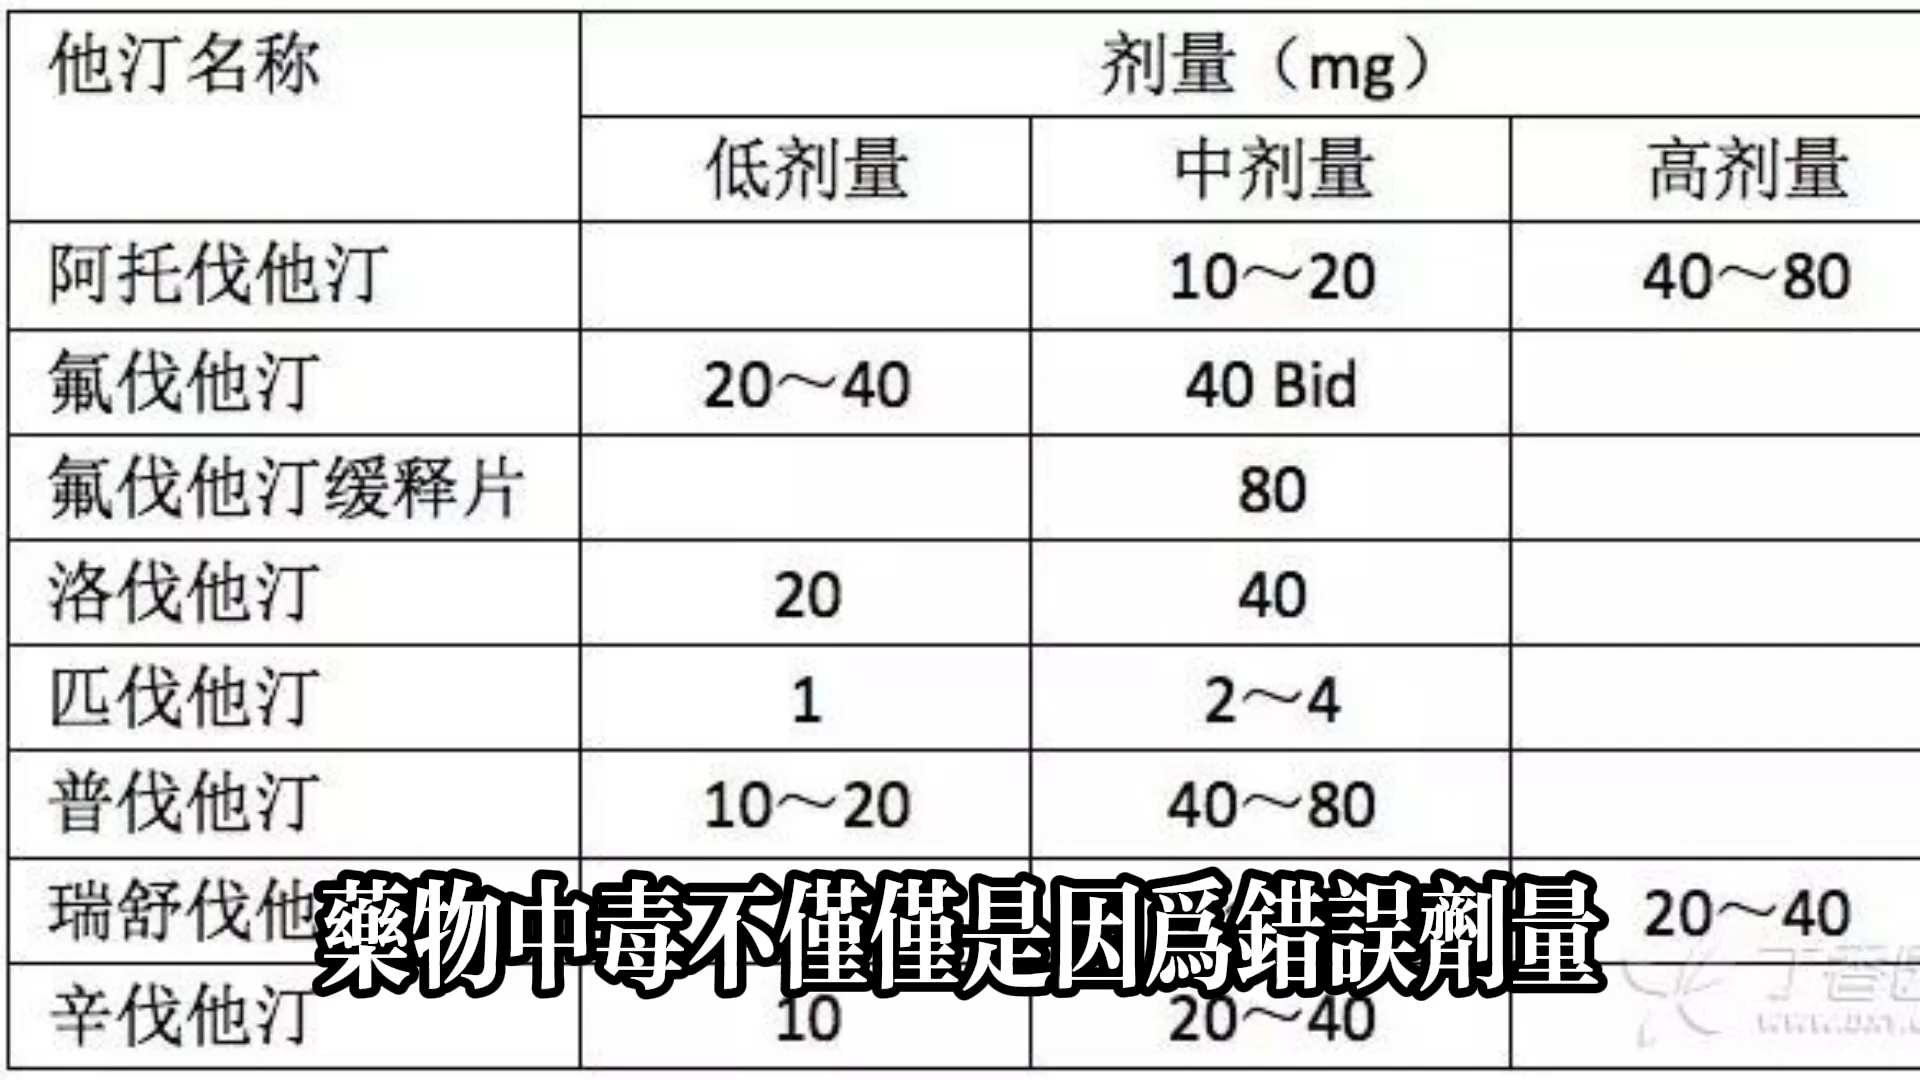 他汀名称 剂量（mg）
低剂量 中剂量 高剂量
阿托伐他汀 10～20 40～80
氟伐他汀 20～40 40 Bid
氟伐他汀缓释片 80
洛伐他汀 20 40
匹伐他汀 1 2～4
普伐他汀 10～20 40～80
瑞舒伐他 20～40
藥物中毒不僅僅是因爲錯誤劑量
辛伐他汀 10 20～40
丁香